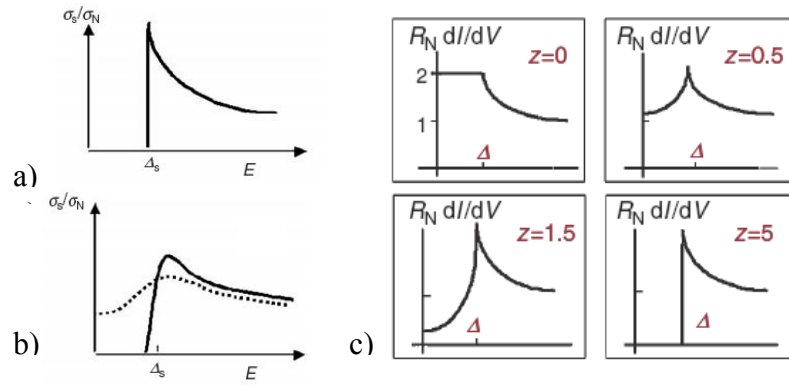 σs/σN
Δs
E
a)
σs/σN
Δs
E
b)
RN dI/dV
z=0
2
1
Δ
RN dI/dV
z=0.5
Δ
RN dI/dV
z=1.5
Δ
RN dI/dV
z=5
Δ
c)